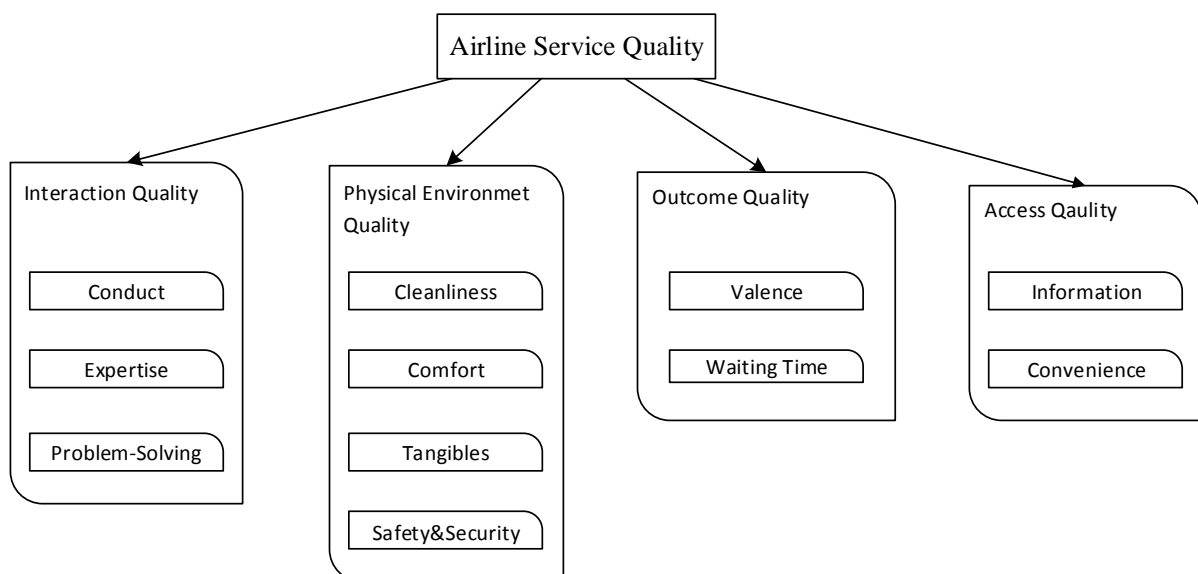 Airline Service Quality
Interaction Quality
Conduct
Expertise
Problem-Solving
Physical Environmet
Quality
Cleanliness
Comfort
Tangibles
Safety&Security
Outcome Quality
Valence
Waiting Time
Access Qaulity
Information
Convenience